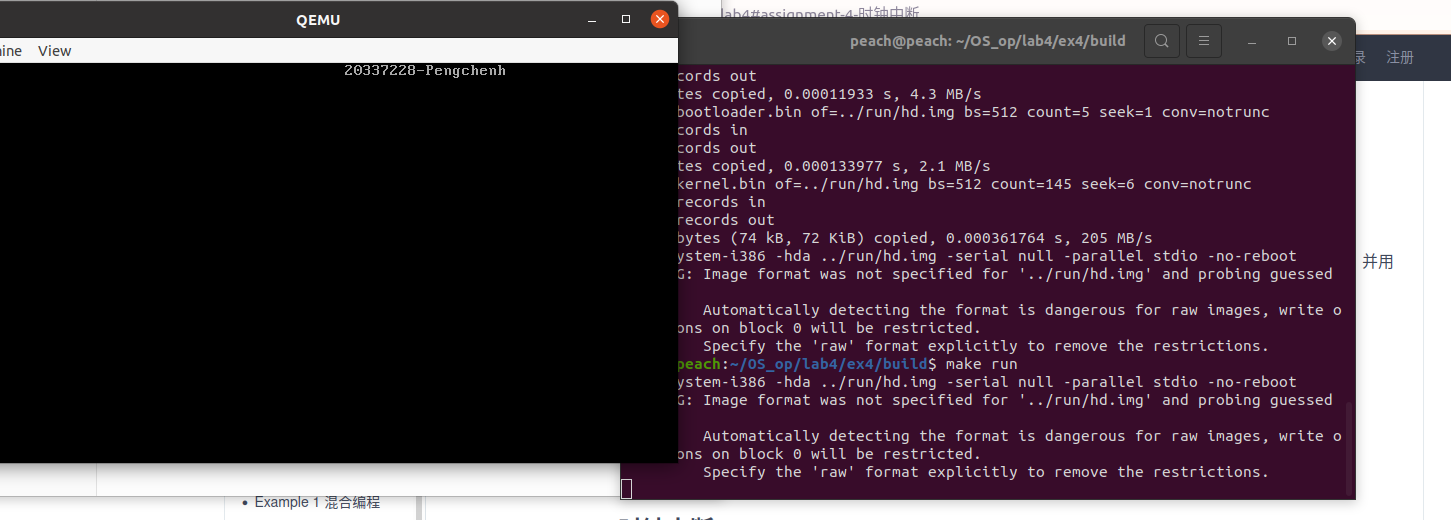 QEMU
ine View
20337228-Pengchenh
lab4#assignment-4-时钟中断
录 注册
peach@peach: ~/OS_op/lab4/ex4/build
cords out
tes copied, 0.00011933 s, 4.3 MB/s
bootloader.bin of=../run/hd.img bs=512 count=5 seek=1 conv=notrunc
cords in
cords out
tes copied, 0.000133977 s, 2.1 MB/s
kernel.bin of=../run/hd.img bs=512 count=145 seek=6 conv=notrunc
records in
records out
bytes (74 kB, 72 KiB) copied, 0.000361764 s, 205 MB/s
ystem-i386 -hda ../run/hd.img -serial null -parallel stdio -no-reboot
G: Image format was not specified for '../run/hd.img' and probing guessed
Automatically detecting the format is dangerous for raw images, write o
ons on block 0 will be restricted.
Specify the 'raw' format explicitly to remove the restrictions.
peach:~/OS_op/lab4/ex4/build$ make run
ystem-i386 -hda ../run/hd.img -serial null -parallel stdio -no-reboot
G: Image format was not specified for '../run/hd.img' and probing guessed
Automatically detecting the format is dangerous for raw images, write o
ons on block 0 will be restricted.
Specify the 'raw' format explicitly to remove the restrictions.
并用
Example 1 混合编程